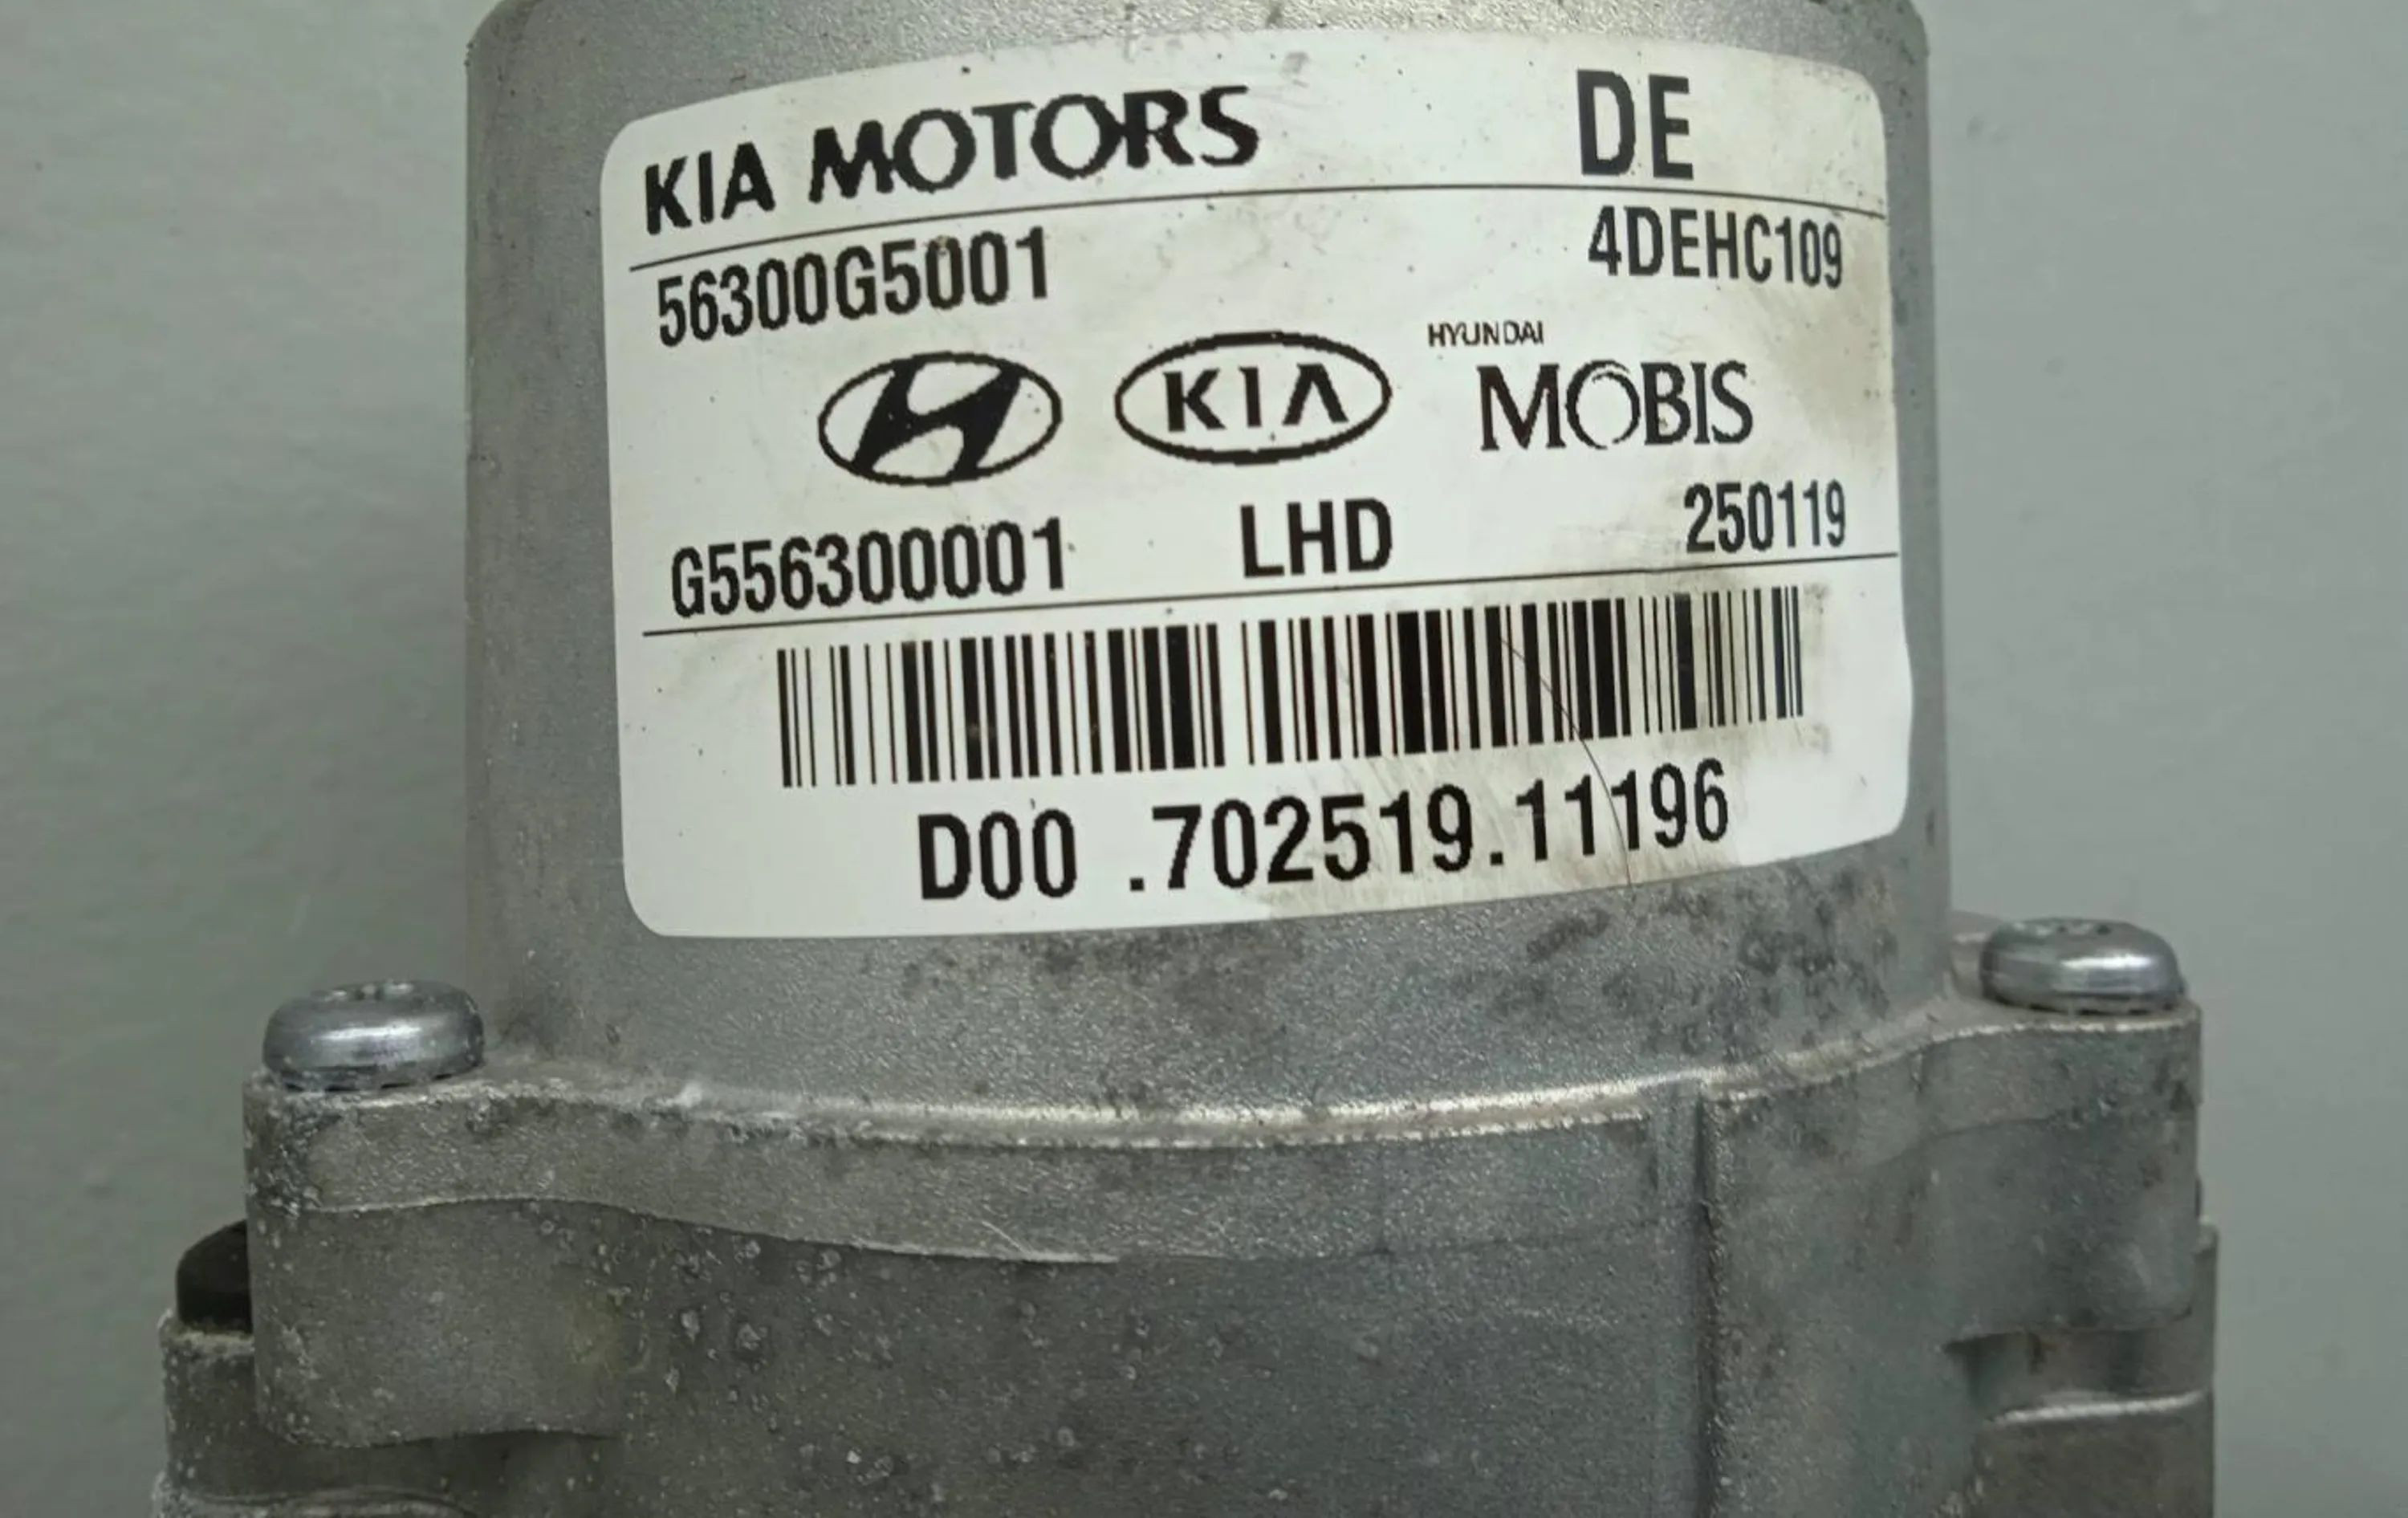 KIA MOTORS DE
56300G5001 4DEHC109
KIA HYUNDAI MOBIS
G556300001 LHD 250119
D00 .702519.11196